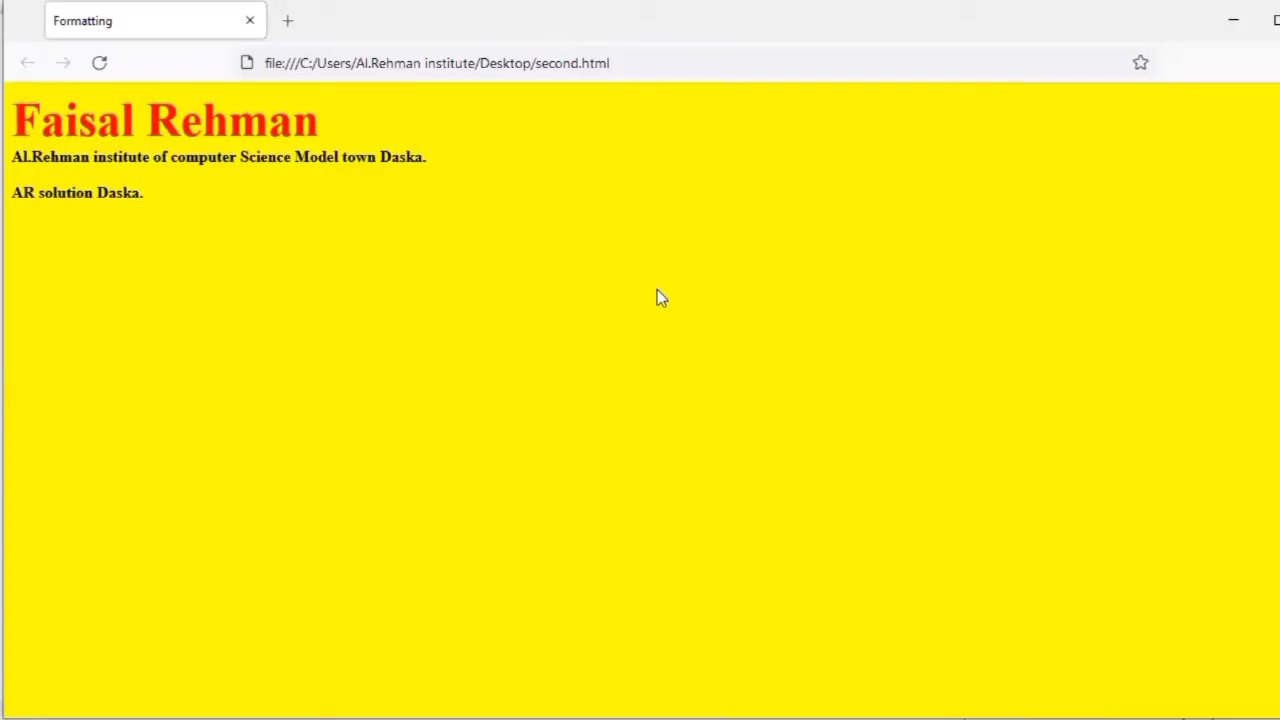 Formatting
file:///C:/Users/Al.Rehman institute/Desktop/second.html
Faisal Rehman
Al.Rehman institute of computer Science Model town Daska.
AR solution Daska.